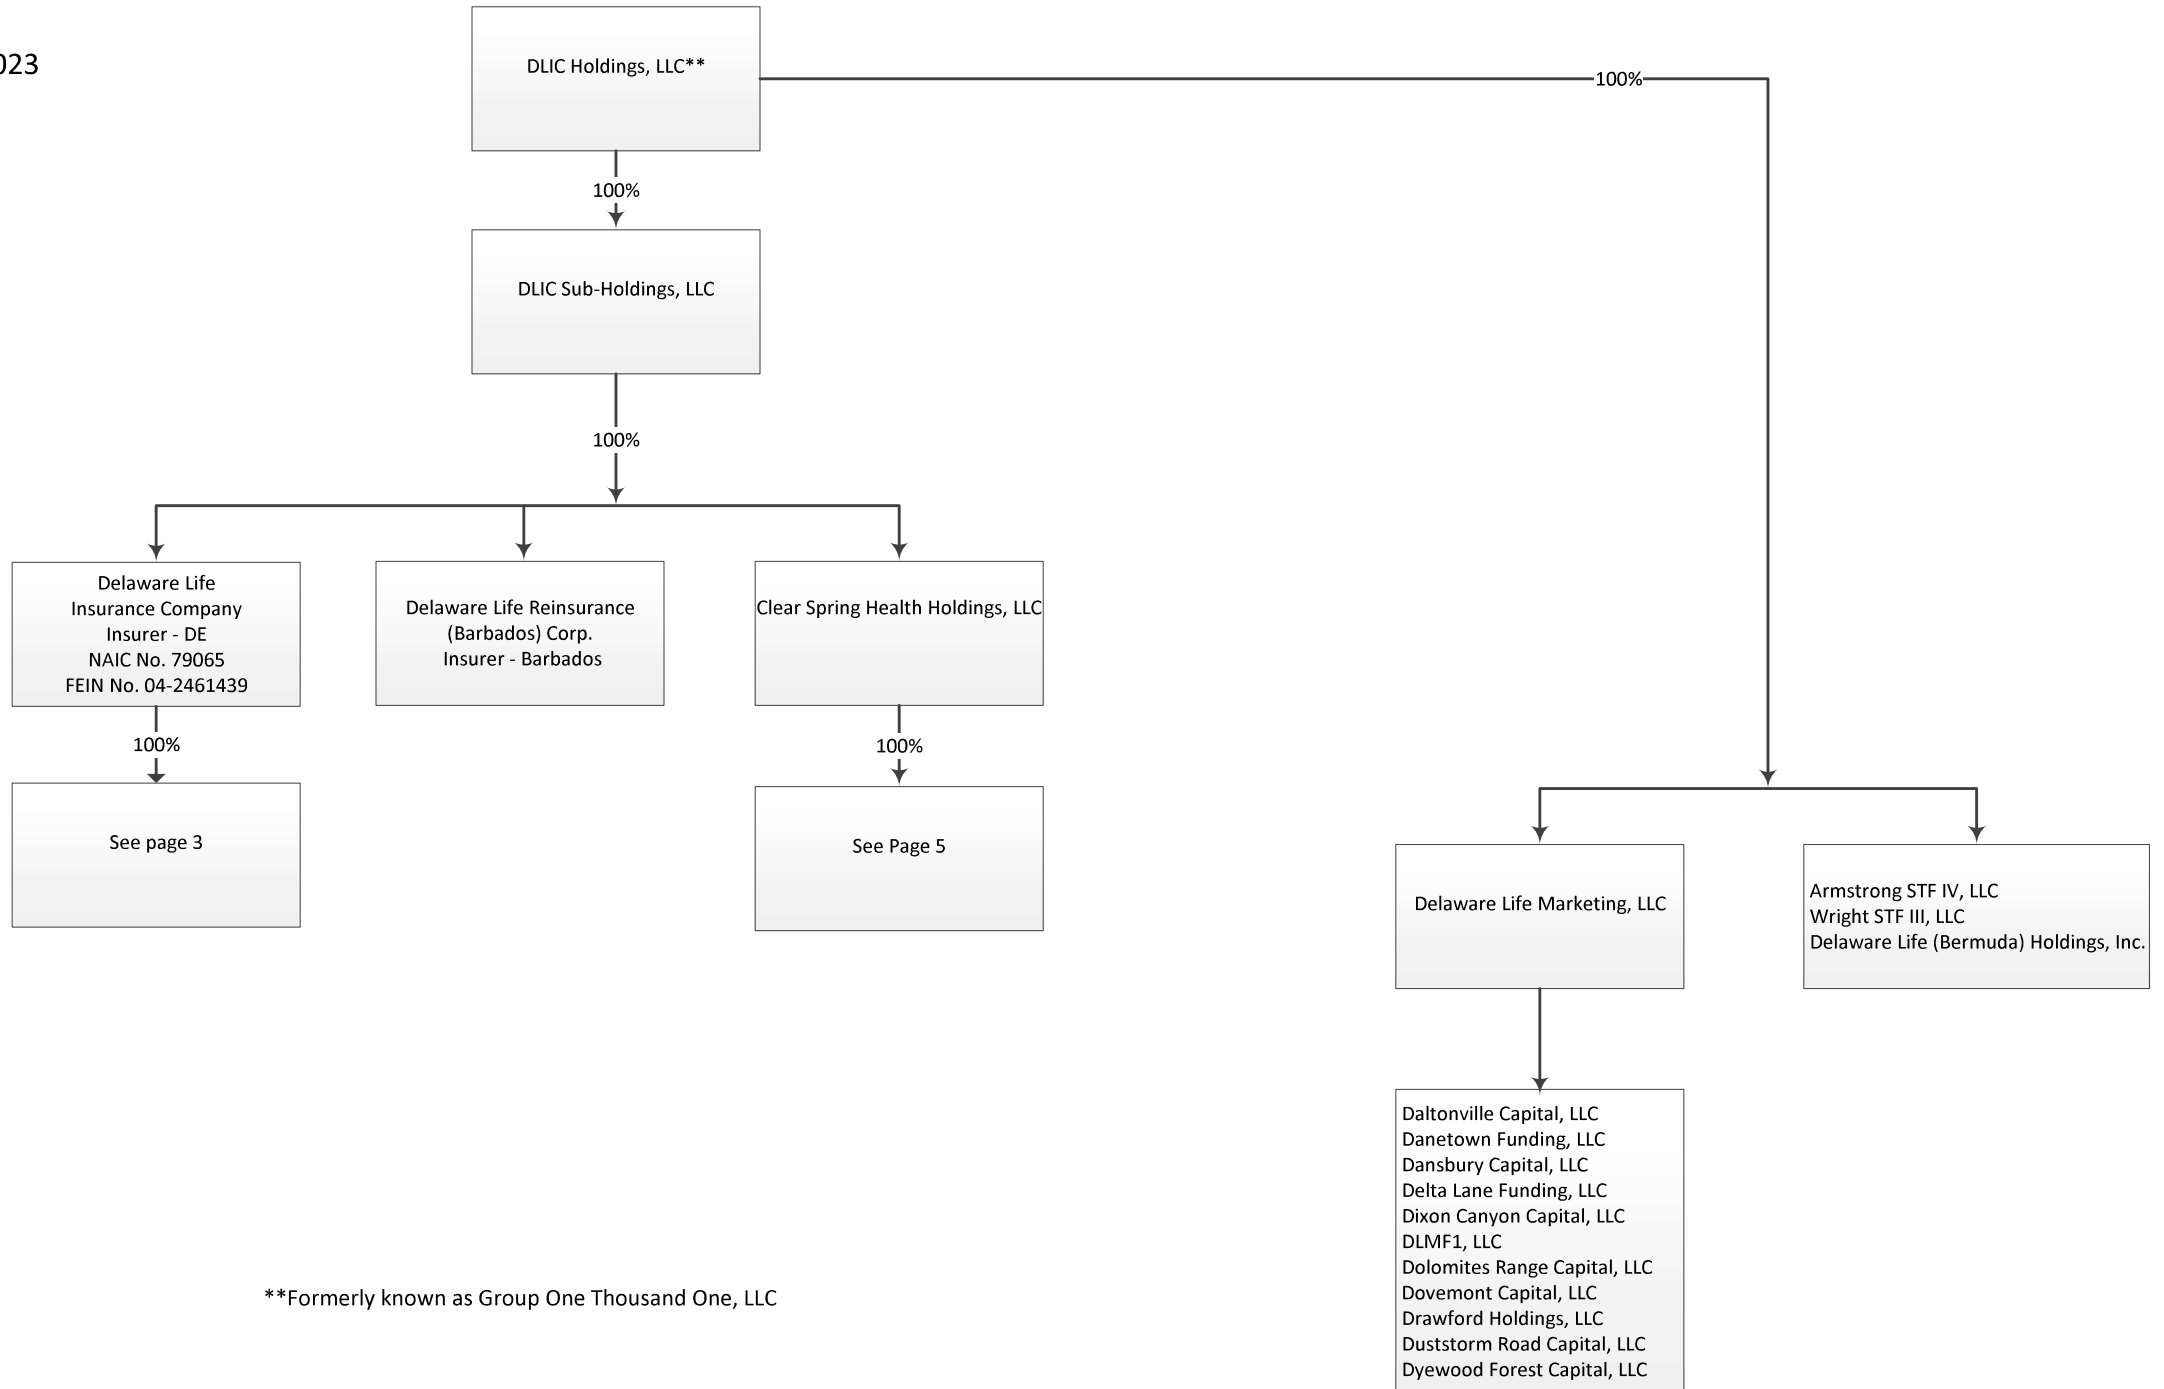 023
DLIC Holdings, LLC**
100%
100%
DLIC Sub-Holdings, LLC
100%
Delaware Life
Insurance Company
Insurer - DE
NAIC No. 79065
FEIN No. 04-2461439
Delaware Life Reinsurance
(Barbados) Corp.
Insurer - Barbados
Clear Spring Health Holdings, LLC
100%
100%
See page 3
See Page 5
Delaware Life Marketing, LLC
Armstrong STF IV, LLC
Wright STF III, LLC
Delaware Life (Bermuda) Holdings, Inc.
Daltonville Capital, LLC
Danetown Funding, LLC
Dansbury Capital, LLC
Delta Lane Funding, LLC
Dixon Canyon Capital, LLC
DLMF1, LLC
Dolomites Range Capital, LLC
Dovemont Capital, LLC
Drawford Holdings, LLC
Duststorm Road Capital, LLC
Dyewood Forest Capital, LLC
**Formerly known as Group One Thousand One, LLC